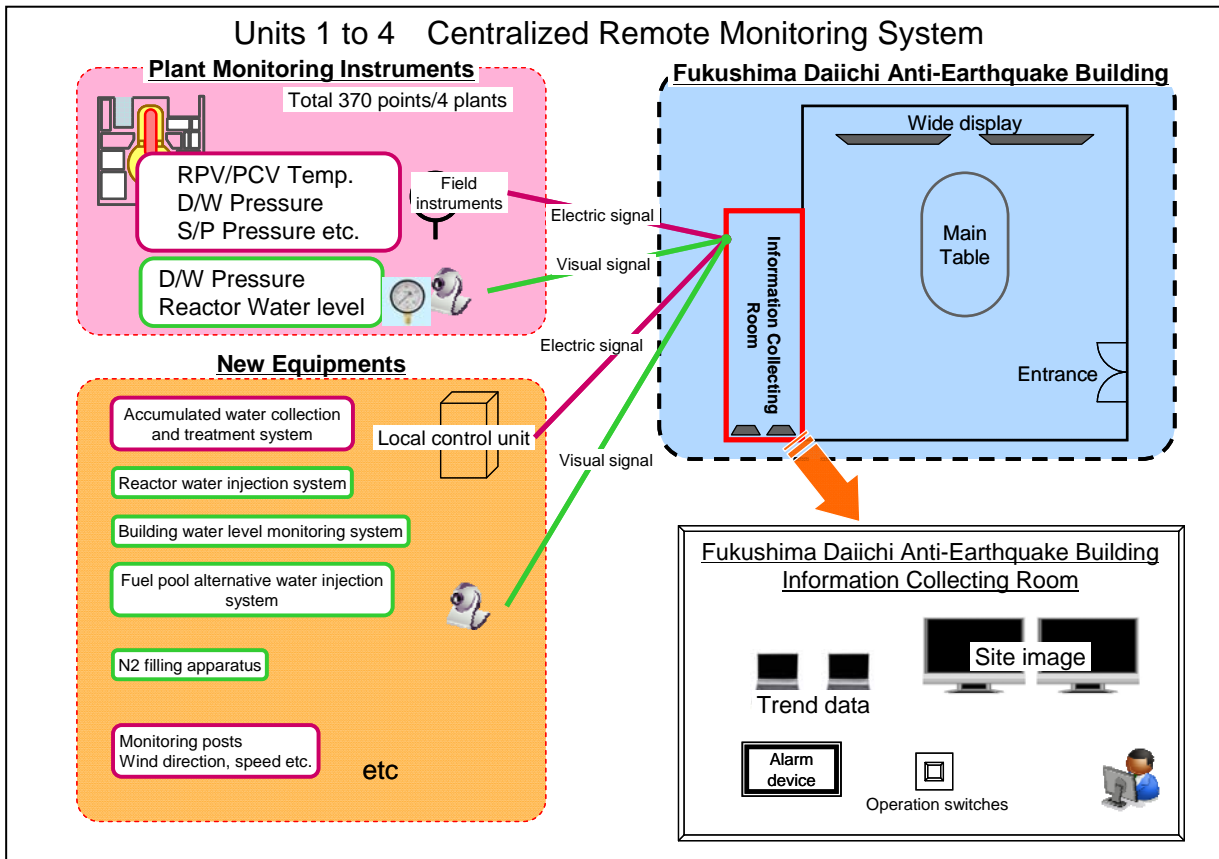 Units 1 to 4 Centralized Remote Monitoring System
Plant Monitoring Instruments
Total 370 points/4 plants
RPV/PCV Temp.
D/W Pressure
S/P Pressure etc.
Field
instruments
D/W Pressure
Reactor Water level
Electric signal
Visual signal
Electric signal
Visual signal
New Equipments
Accumulated water collection
and treatment system
Local control unit
Reactor water injection system
Building water level monitoring system
Fuel pool alternative water injection
system
N2 filling apparatus
Monitoring posts
Wind direction, speed etc.
etc
Fukushima Daiichi Anti-Earthquake Building
Wide display
Main
Table
Information Collecting
Room
Entrance
Fukushima Daiichi Anti-Earthquake Building
Information Collecting Room
Site image
Trend data
Alarm
device
Operation switches